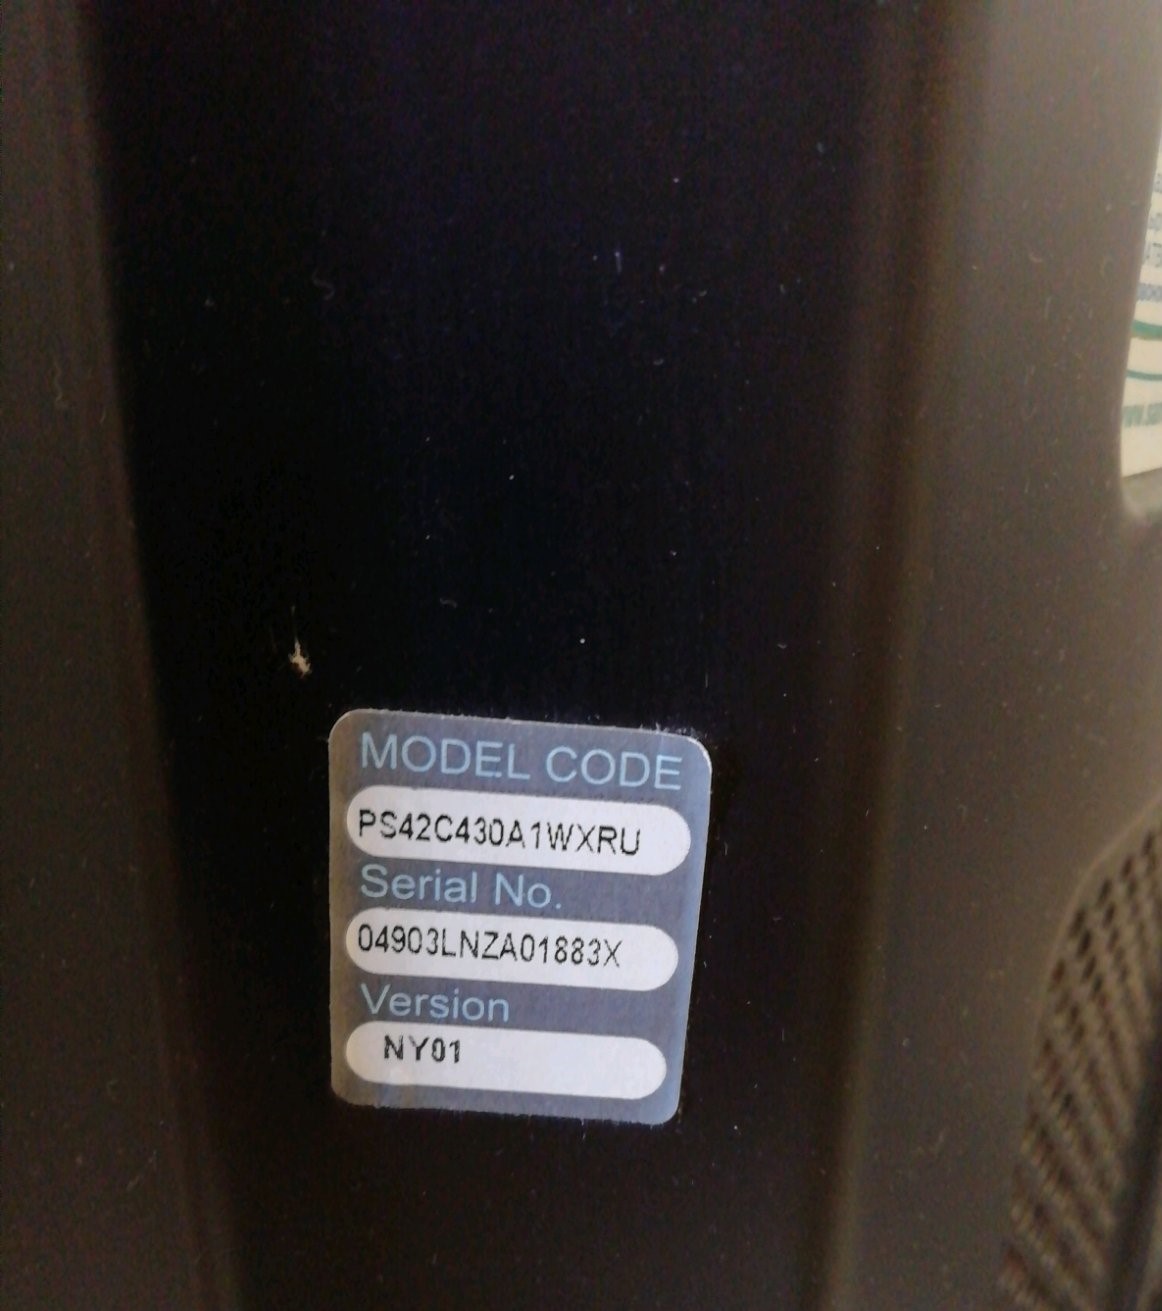 MODEL CODE
PS42C430A1WXRU
Serial No.
04903LNZA01883X
Version
NY01